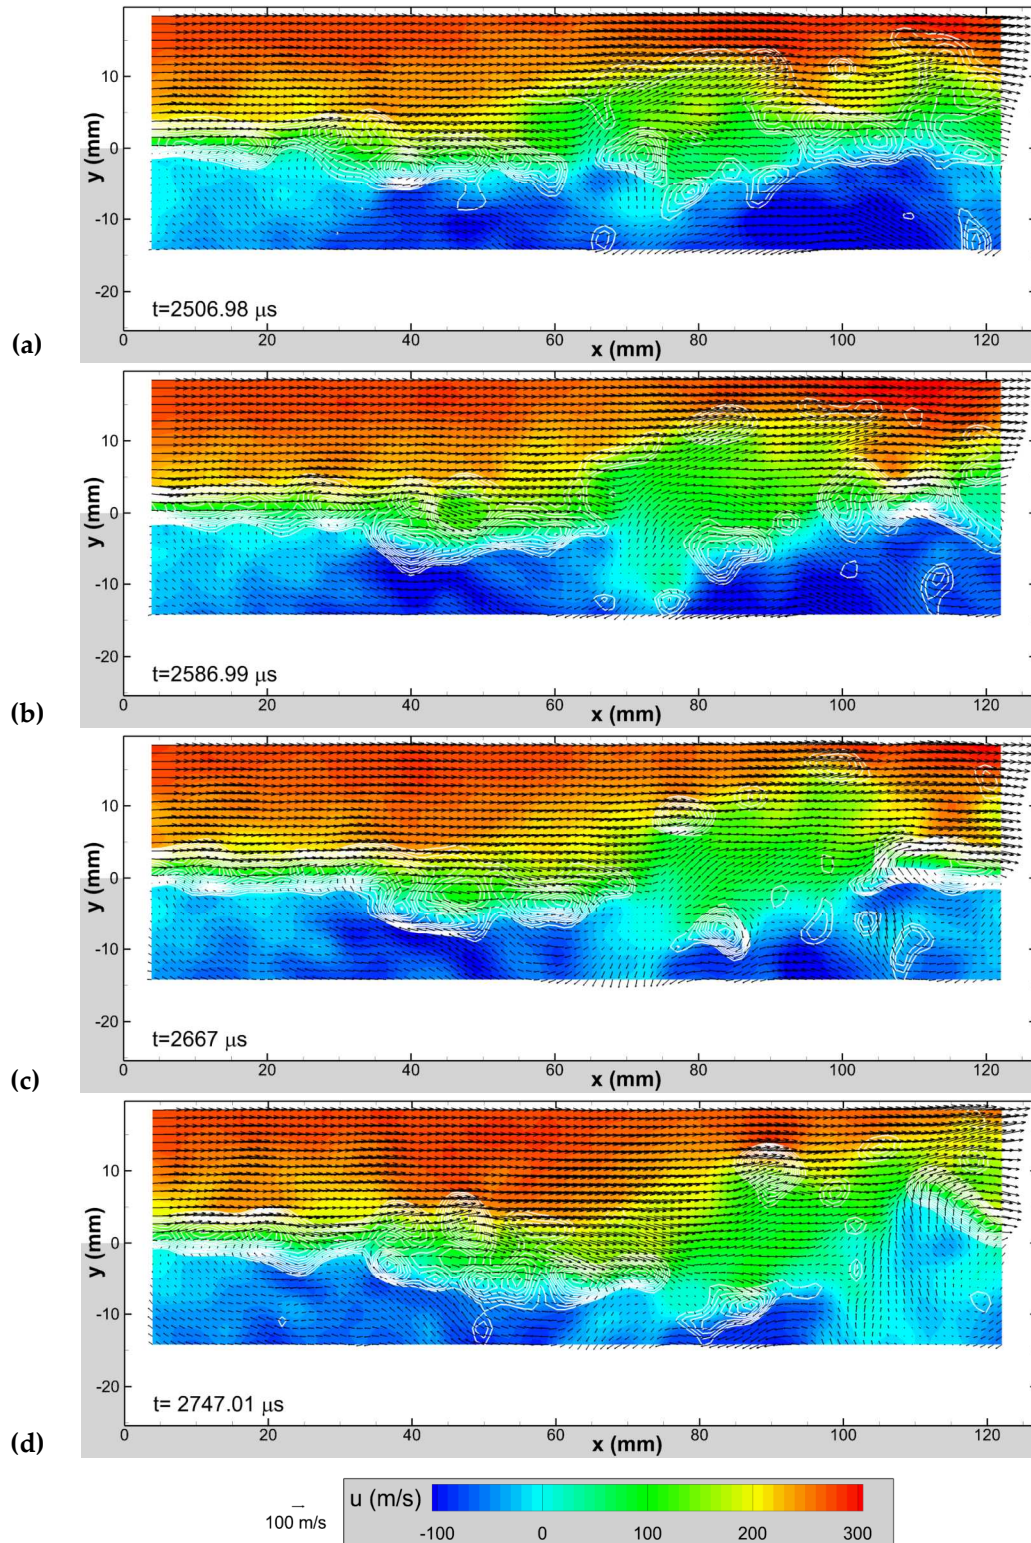 10
0
-10
-20
y (mm)
t=2506.98 μs
(a)
0 20 40 60 80 100 120
x (mm)
10
0
-10
-20
y (mm)
t=2586.99 μs
(b)
0 20 40 60 80 100 120
x (mm)
10
0
-10
-20
y (mm)
t=2667 μs
(c)
0 20 40 60 80 100 120
x (mm)
10
0
-10
-20
y (mm)
t= 2747.01 μs
(d)
0 20 40 60 80 100 120
x (mm)
100 m/s
u (m/s)
-100 0 100 200 300